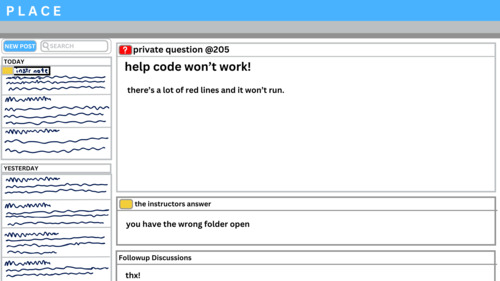 PLACE
NEW POST
SEARCH
TODAY
instr note
YESTERDAY
? private question @205
help code won't work!
there's a lot of red lines and it won't run.
the instructors answer
you have the wrong folder open
Followup Discussions
thx!